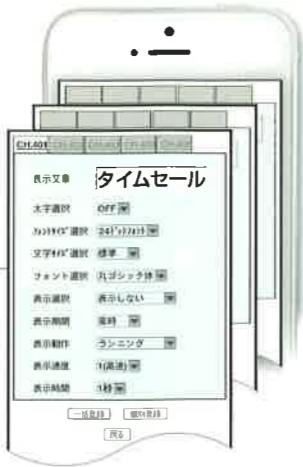 CH.401
表示文章 タイムセール
太字選択 OFF
フォントサイズ選択 24ドットフォント
文字サイズ選択 標準
フォント選択 丸ゴシック体
表示選択 表示しない
表示期間 常時
表示動作 ランニング
表示速度 1(高速)
表示時間 1秒
一括登録 個別登録
戻る